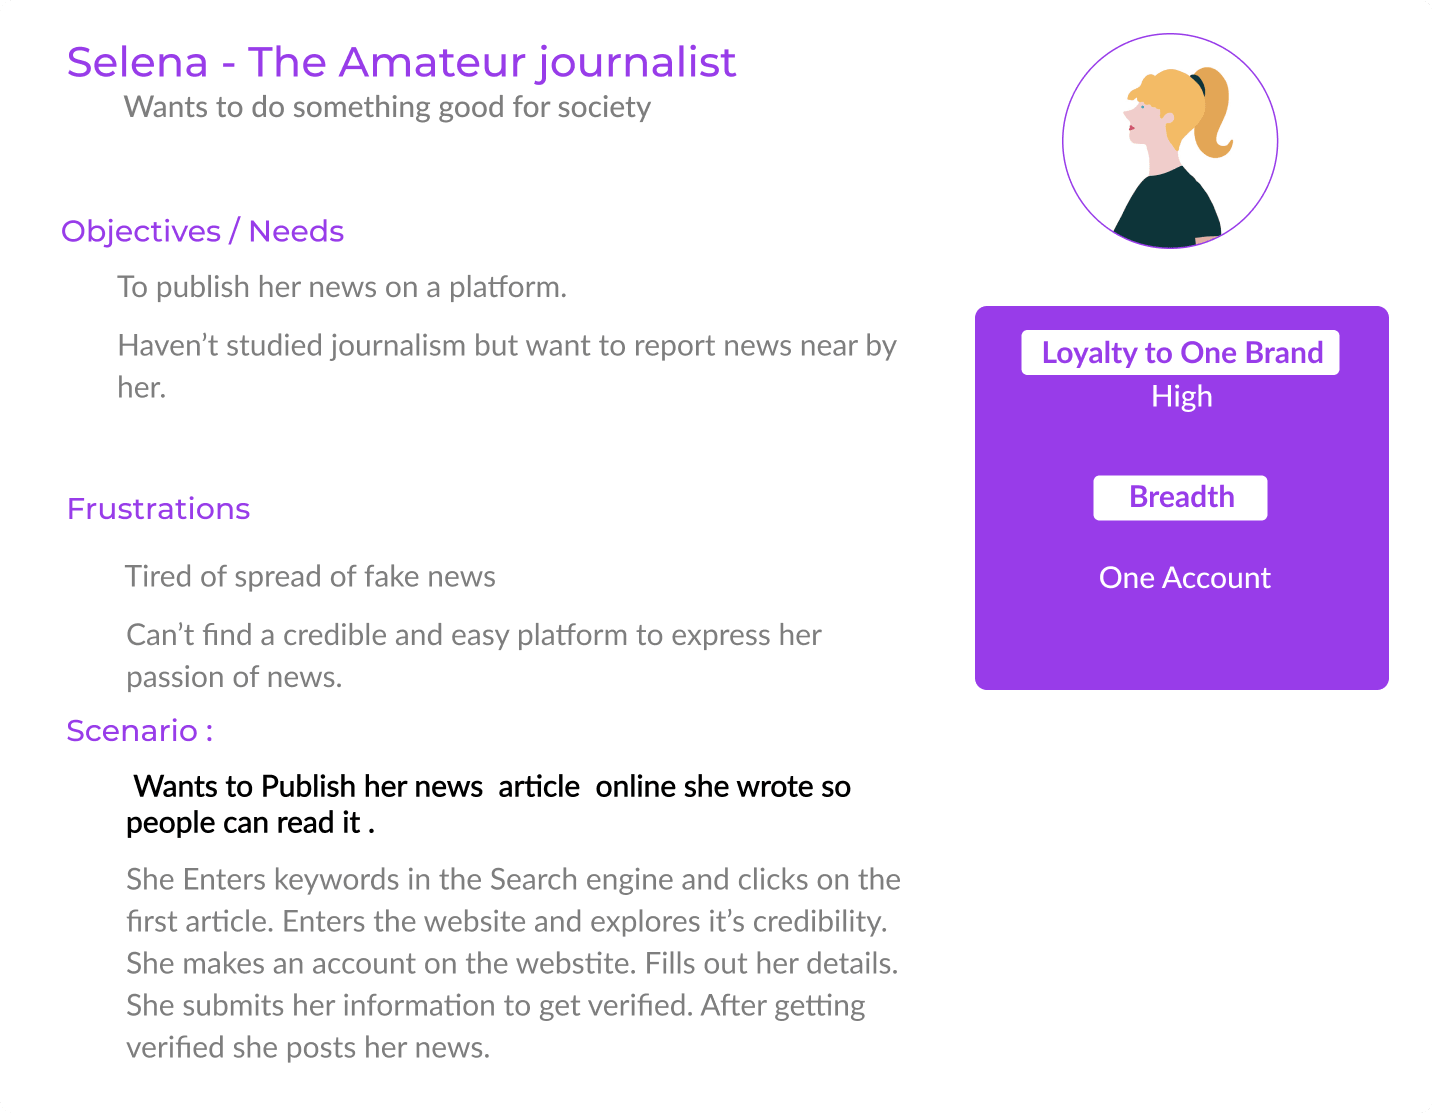 Selena - The Amateur journalist
Wants to do something good for society
Objectives / Needs
To publish her news on a platform.
Haven’t studied journalism but want to report news near by
her.
Frustrations
Tired of spread of fake news
Can’t find a credible and easy platform to express her
passion of news.
Scenario :
Wants to Publish her news article online she wrote so
people can read it .
She Enters keywords in the Search engine and clicks on the
first article. Enters the website and explores it’s credibility.
She makes an account on the webstite. Fills out her details.
She submits her information to get verified. After getting
verified she posts her news.
Loyalty to One Brand
High
Breadth
One Account